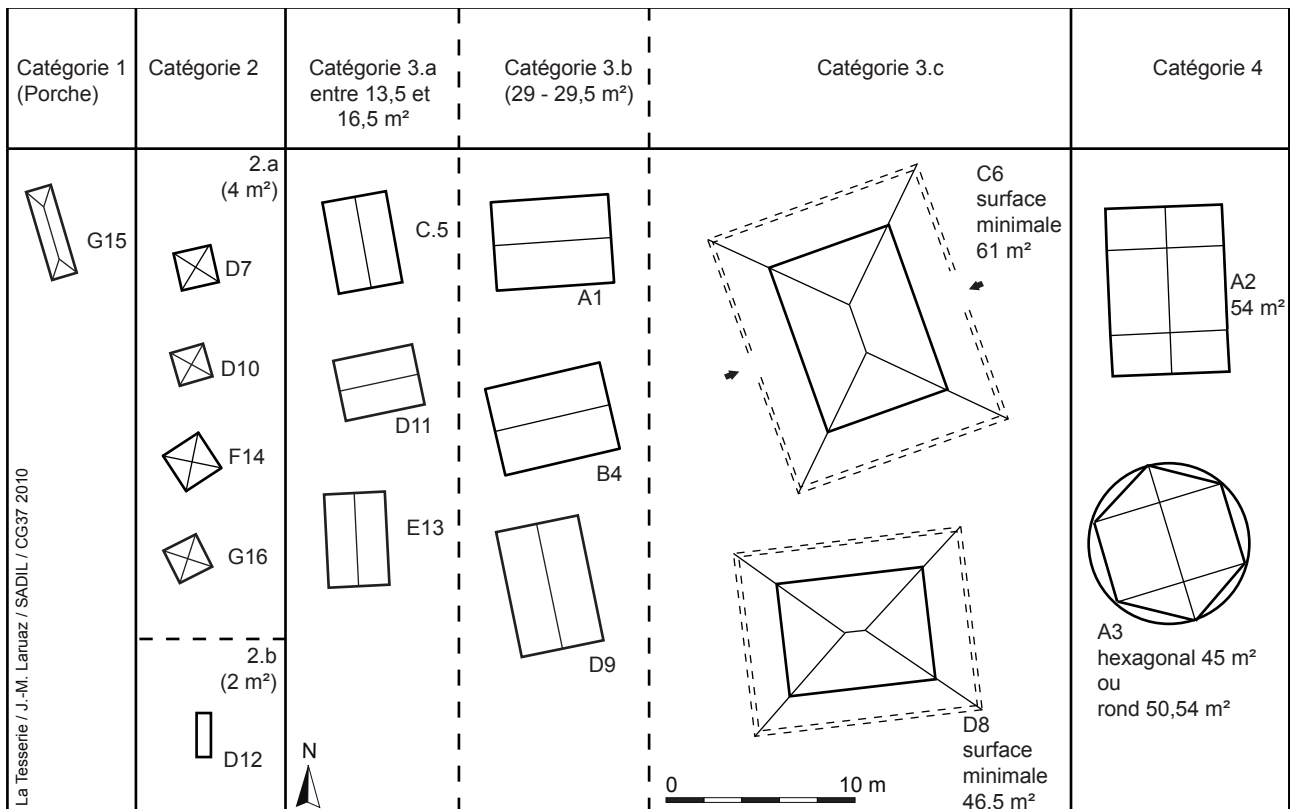 Catégorie 1
(Porche)
Catégorie 2
Catégorie 3.a
entre 13,5 et
16,5 m²
Catégorie 3.b
(29 - 29,5 m²)
Catégorie 3.c
Catégorie 4
G15
2.a
(4 m²)
D7
D10
F14
G16
2.b
(2 m²)
D12
C.5
D11
E13
N
A1
B4
D9
C6
surface
minimale
61 m²
D8
surface
minimale
46,5 m²
0 10 m
A2
54 m²
A3
hexagonal 45 m²
ou
rond 50,54 m²
La Tesserie / J.-M. Laruaz / SADIL / CG37 2010